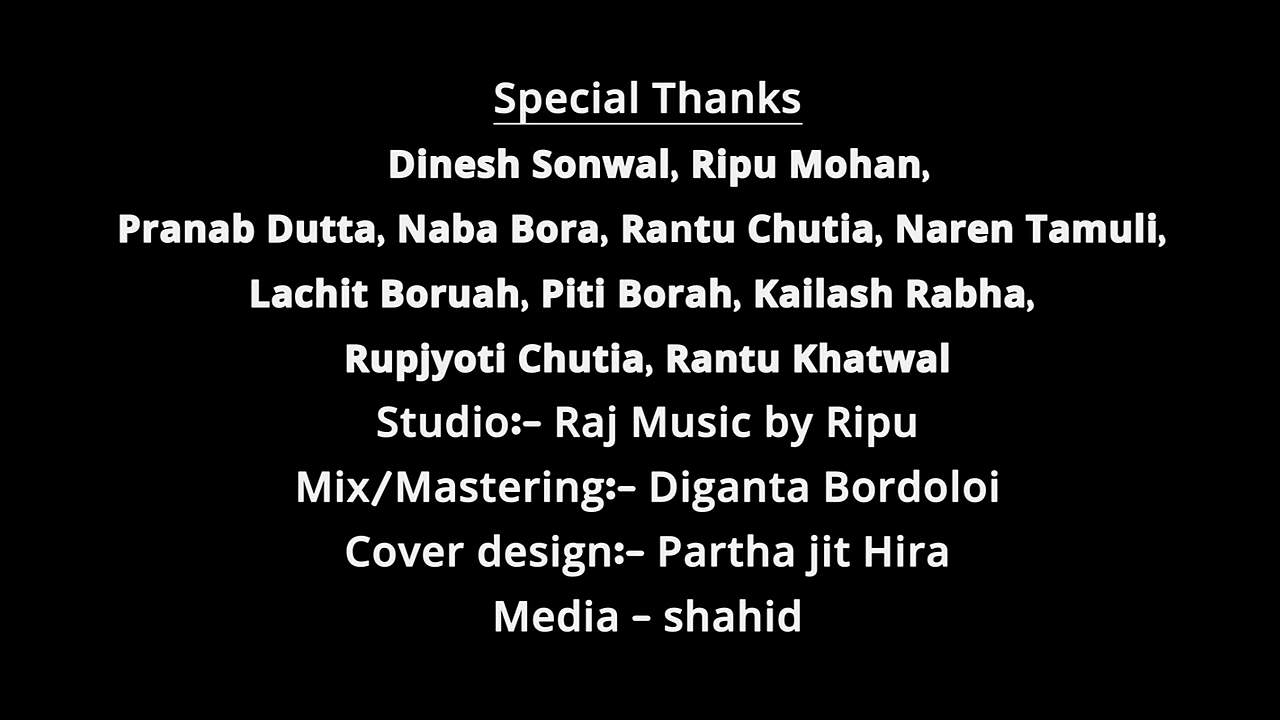 Special Thanks
Dinesh Sonwal, Ripu Mohan,
Pranab Dutta, Naba Bora, Rantu Chutia, Naren Tamuli,
Lachit Boruah, Piti Borah, Kailash Rabha,
Rupjyoti Chutia, Rantu Khatwal
Studio:– Raj Music by Ripu
Mix/Mastering:– Diganta Bordoloi
Cover design:– Partha jit Hira
Media – shahid